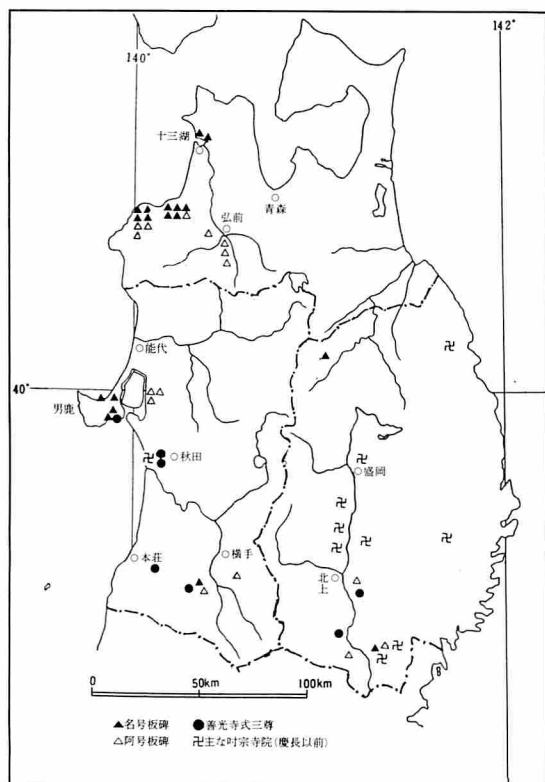 140°
142°
十三湖
青森
弘前
能代
40°
男鹿
秋田
盛岡
本荘
横手
北上
0
50km
100km
▲名号板碑
●善光寺式三尊
△阿号板碑
卍主な時宗寺院(慶長以前)